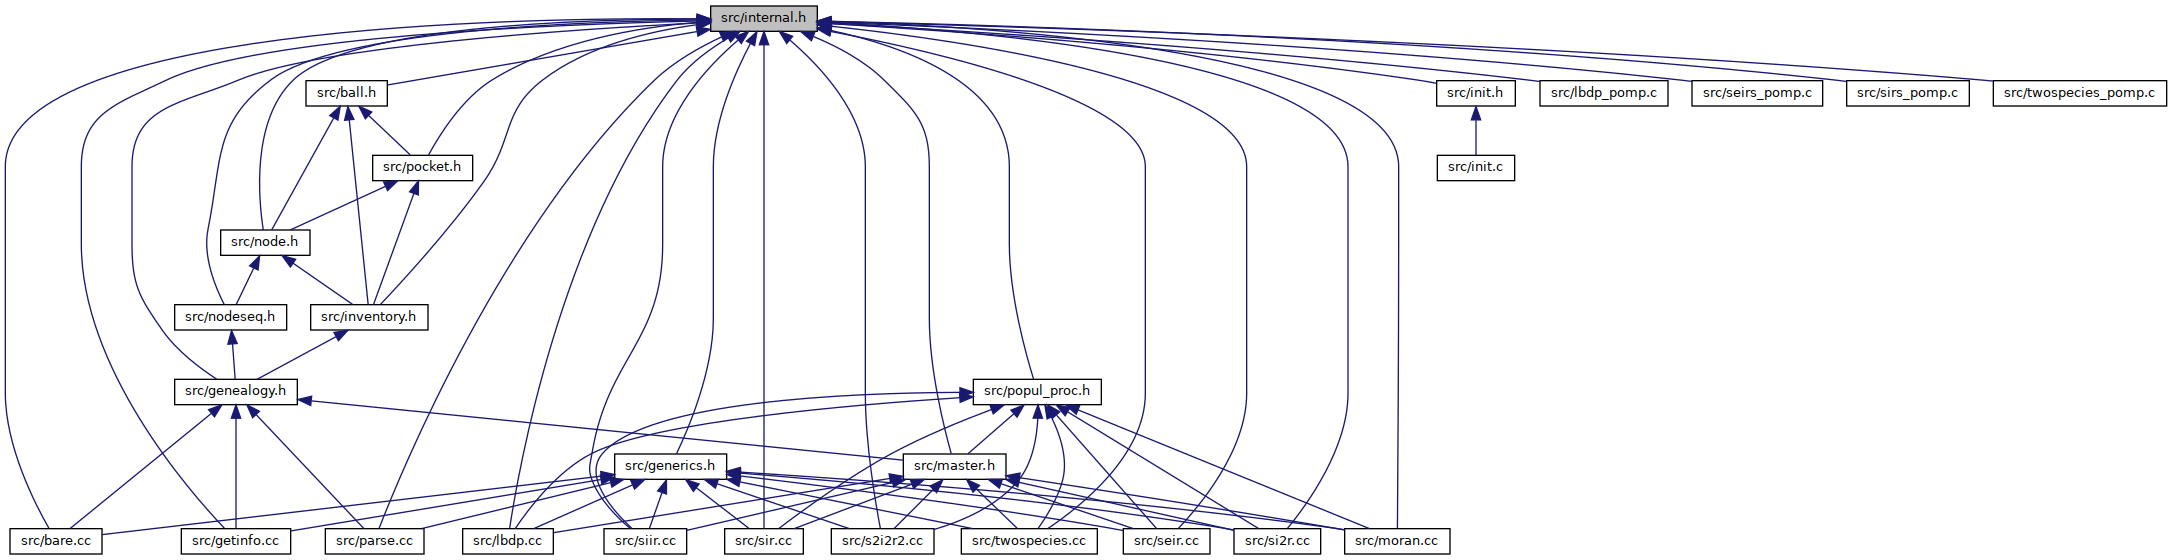 src/internal.h
src/ball.h
src/init.h
src/lbdp_pomp.c
src/seirs_pomp.c
src/sirs_pomp.c
src/twospecies_pomp.c
src/pocket.h
src/init.c
src/node.h
src/nodeseq.h
src/inventory.h
src/genealogy.h
src/popul_proc.h
src/generics.h
src/master.h
src/bare.cc
src/getinfo.cc
src/parse.cc
src/lbdp.cc
src/siir.cc
src/sir.cc
src/s2i2r2.cc
src/twospecies.cc
src/seir.cc
src/si2r.cc
src/moran.cc